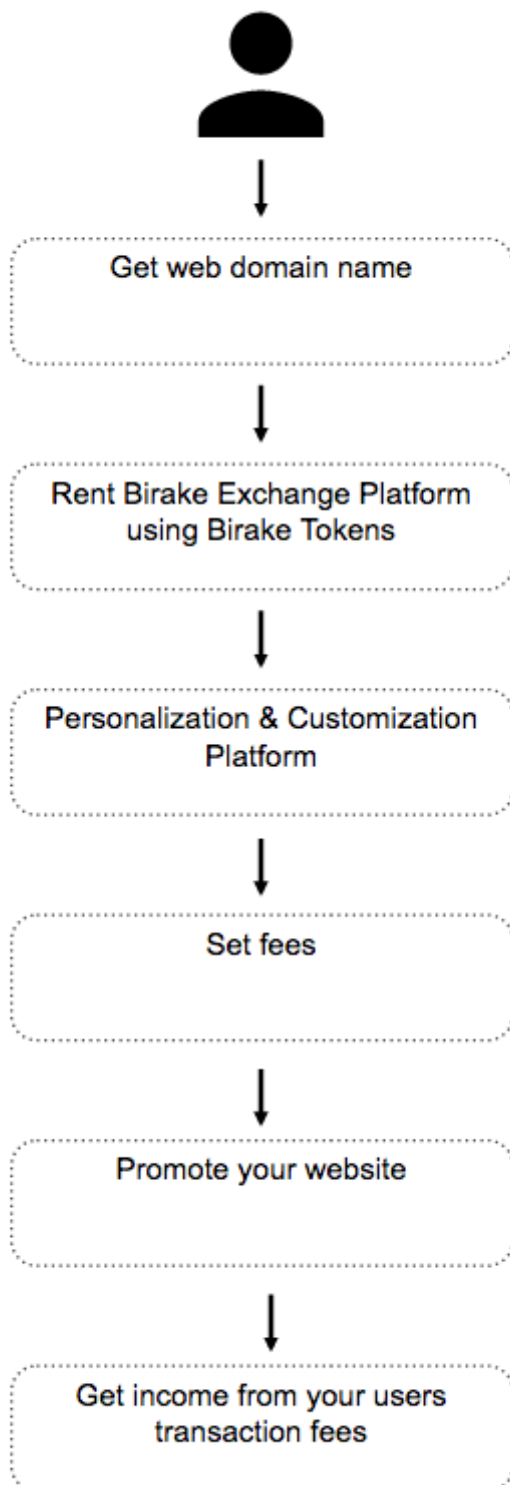 Get web domain name
Rent Birake Exchange Platform
using Birake Tokens
Personalization & Customization
Platform
Set fees
Promote your website
Get income from your users
transaction fees